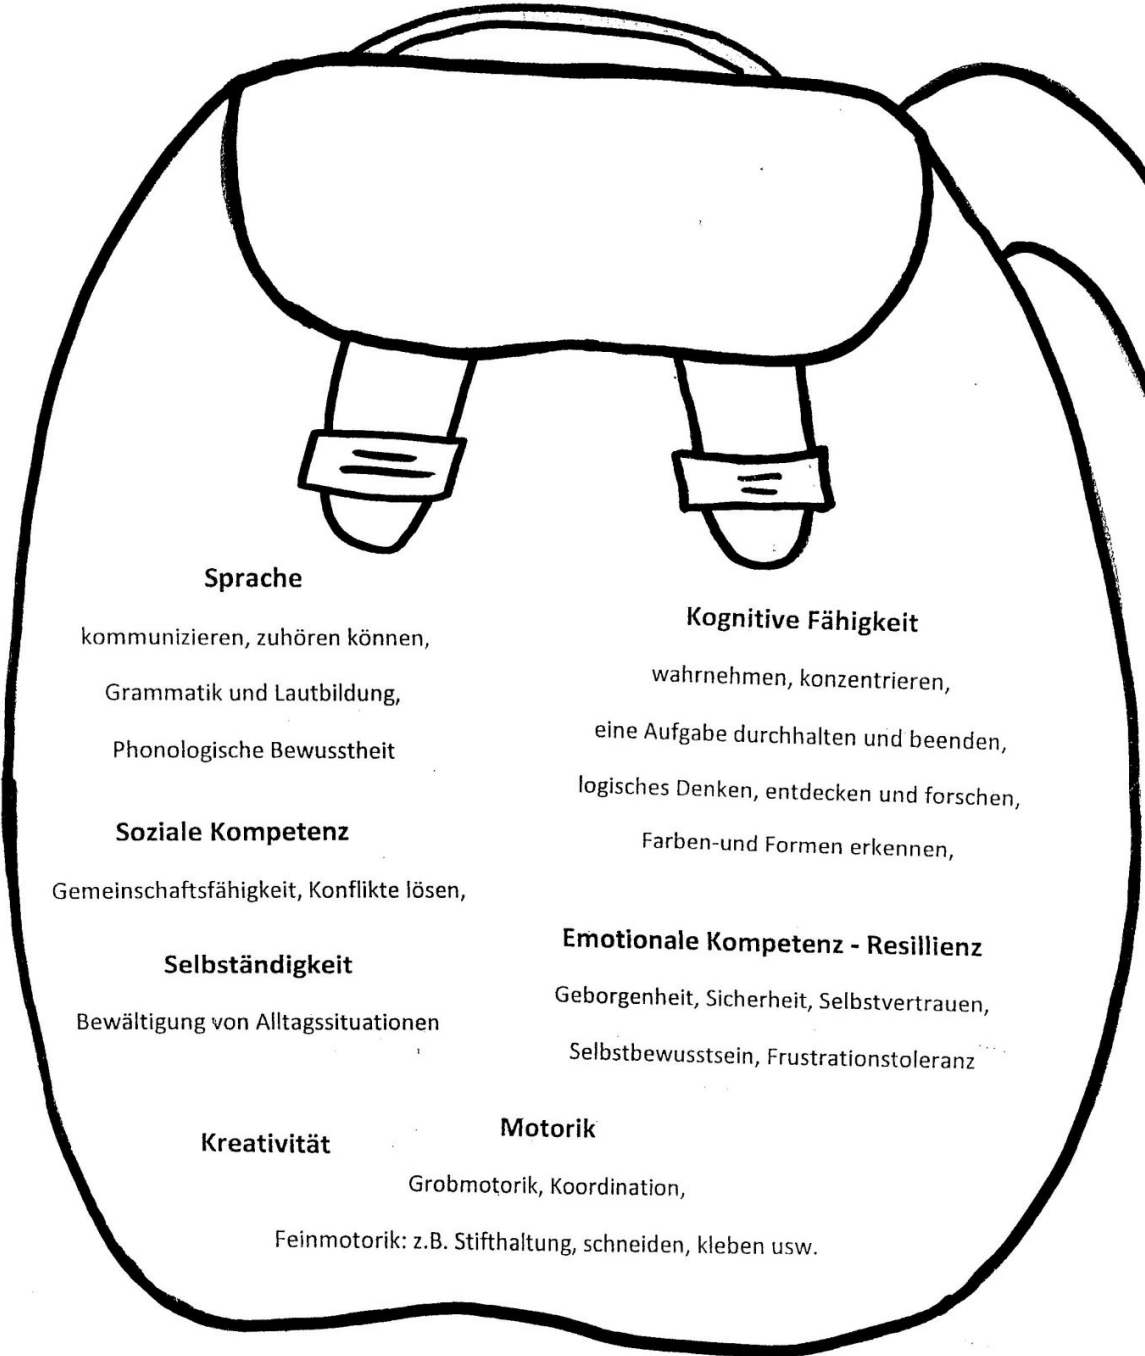 Sprache
kommunizieren, zuhören können,
Grammatik und Lautbildung,
Phonologische Bewusstheit
Soziale Kompetenz
Gemeinschaftsfähigkeit, Konflikte lösen,
Selbständigkeit
Bewältigung von Alltagssituationen
Kreativität
Kognitive Fähigkeit
wahrnehmen, konzentrieren,
eine Aufgabe durchhalten und beenden,
logisches Denken, entdecken und forschen,
Farben-und Formen erkennen,
Emotionale Kompetenz - Resillienz
Geborgenheit, Sicherheit, Selbstvertrauen,
Selbstbewusstsein, Frustrationstoleranz
Motorik
Grobmotorik, Koordination,
Feinmotorik: z.B. Stifthaltung, schneiden, kleben usw.